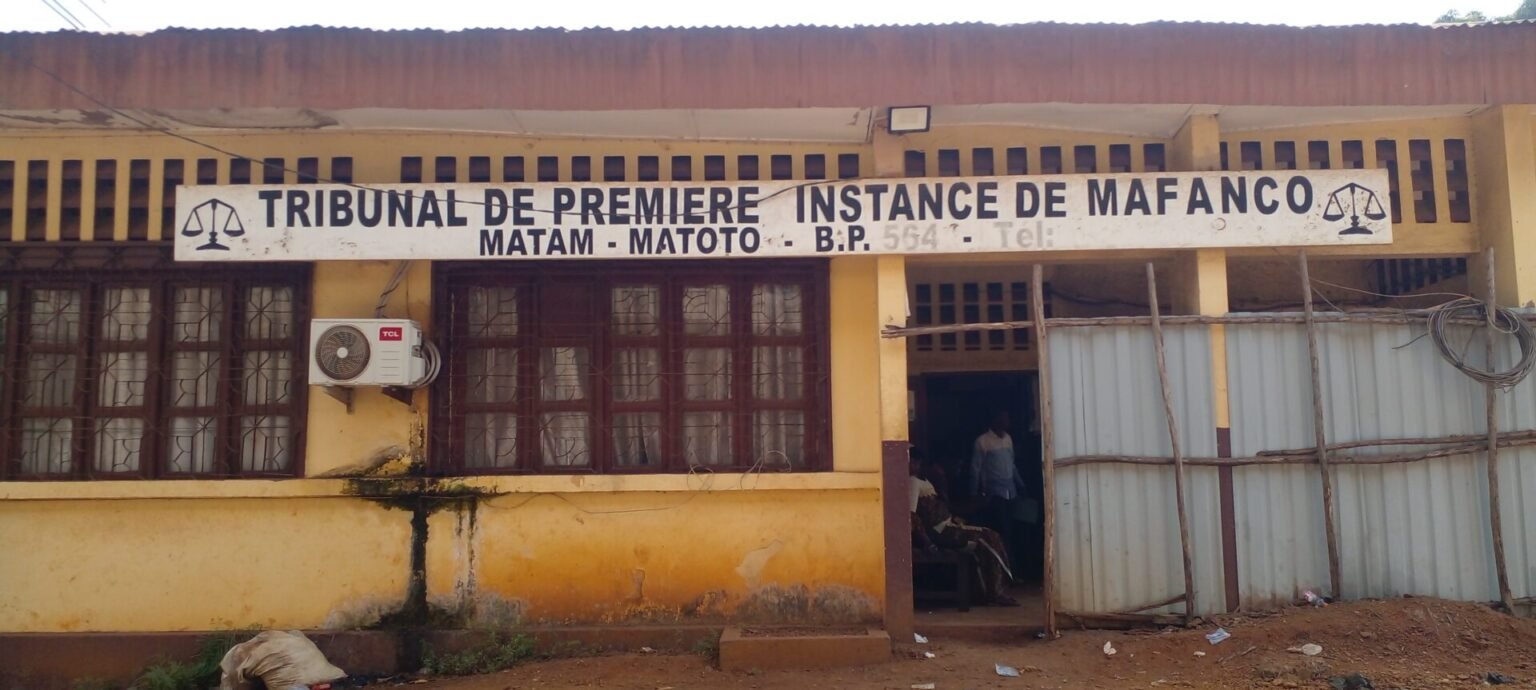 TRIBUNAL DE PREMIERE INSTANCE DE MAFANCO
MATAM - MATOTO - B.P. 564 - Tel:
TCL